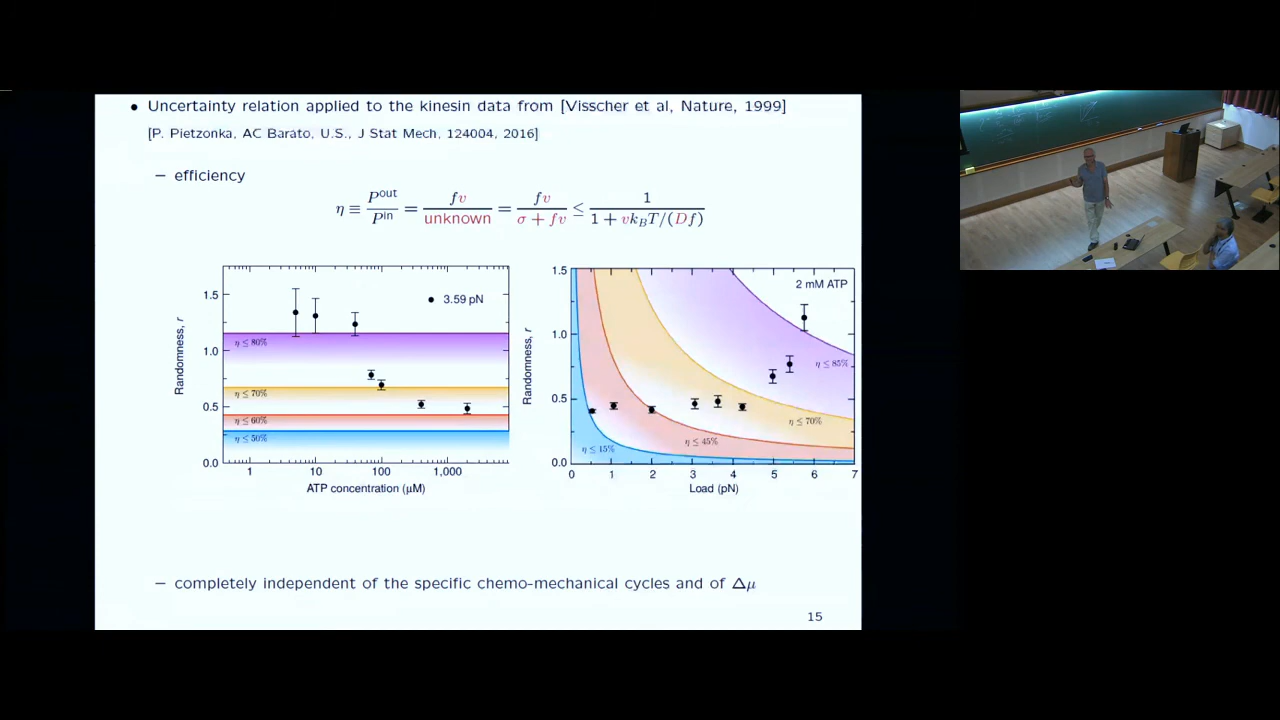 • Uncertainty relation applied to the kinesin data from [Visscher et al, Nature, 1999]
[P. Pietzonka, AC Barato, U.S., J Stat Mech, 124004, 2016]
– efficiency
η ≡ P^out / P^in = fv / unknown = fv / (σ + fv) ≤ 1 / (1 + vk_BT/(Df))
Randomness, r
1.5
1.0
0.5
0.0
3.59 pN
η ≤ 80%
η ≤ 70%
η ≤ 60%
η ≤ 50%
1 10 100 1,000
ATP concentration (μM)
Randomness, r
1.5
1.0
0.5
0.0
2 mM ATP
η ≤ 85%
η ≤ 70%
η ≤ 45%
η ≤ 15%
0 1 2 3 4 5 6 7
Load (pN)
– completely independent of the specific chemo-mechanical cycles and of Δμ
15